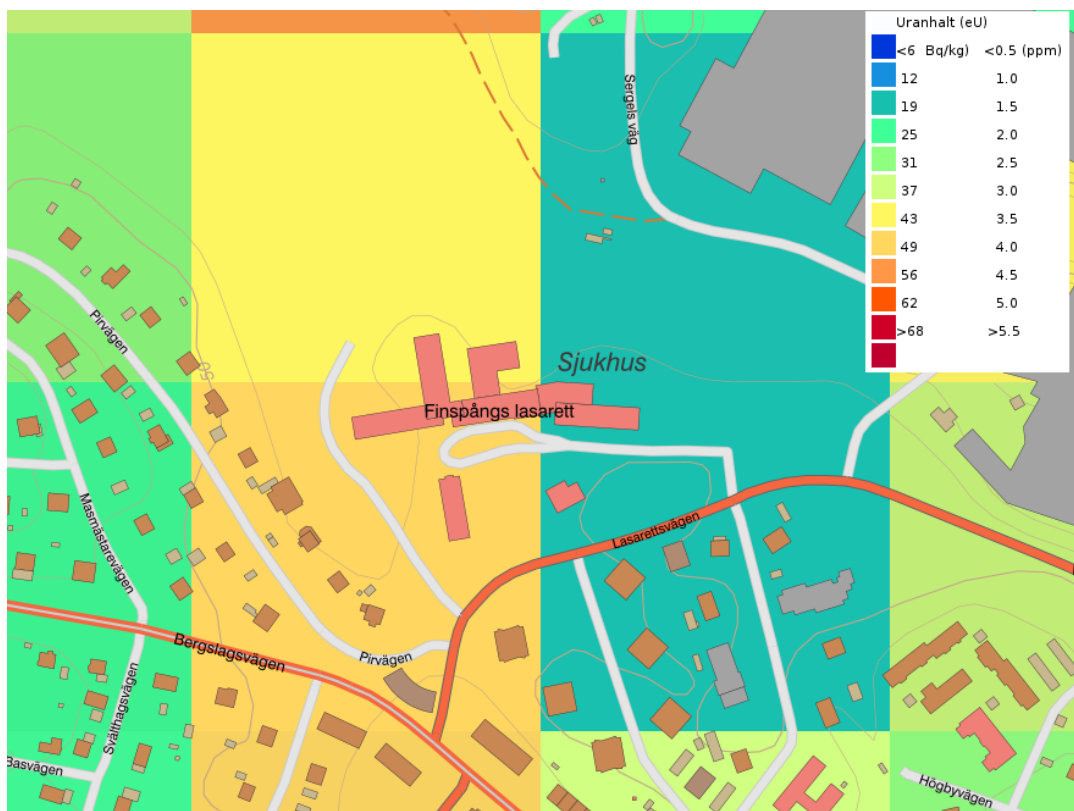 Uranhalt (eU)
<6 Bq/kg) <0.5 (ppm)
12 1.0
19 1.5
25 2.0
31 2.5
37 3.0
43 3.5
49 4.0
56 4.5
62 5.0
>68 >5.5
Sergels väg
Pirvägen
50
Sjukhus
Finspångs lasarett
Masmästarevägen
Lasarettsvägen
Bergslagsvägen
Pirvägen
Svälthagsvägen
Basvägen
Högbyvägen